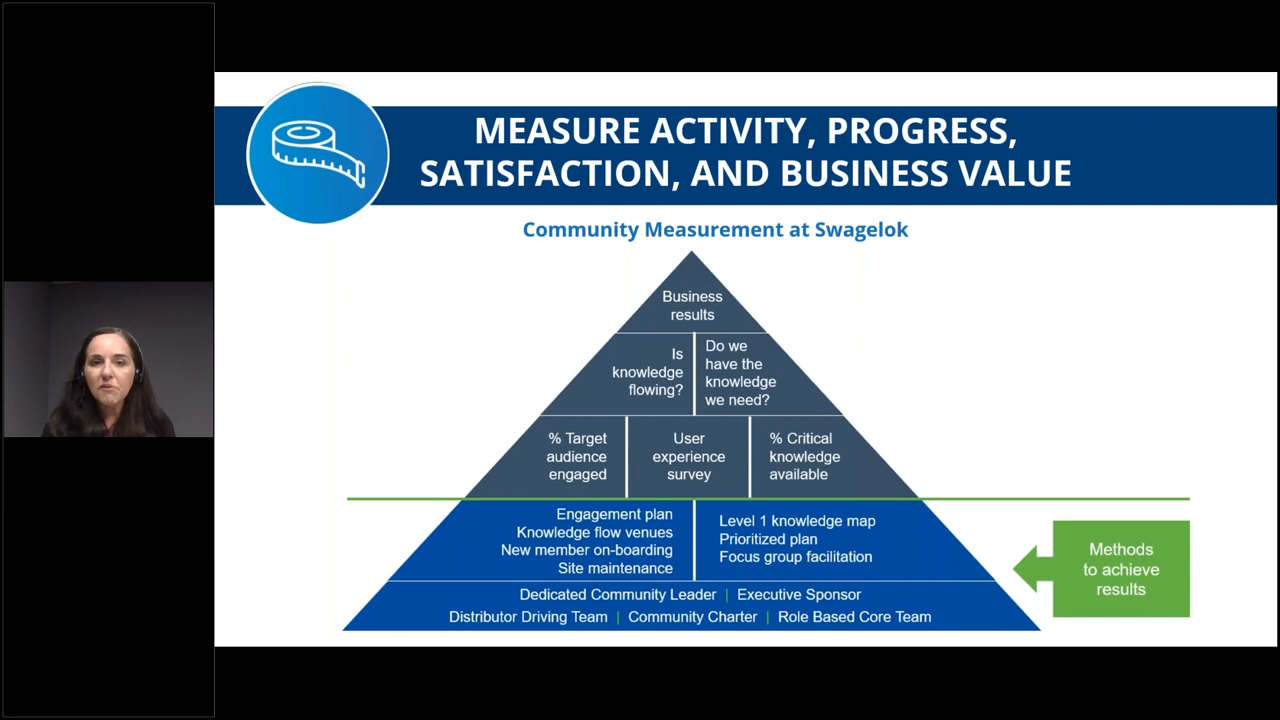 MEASURE ACTIVITY, PROGRESS,
SATISFACTION, AND BUSINESS VALUE
Community Measurement at Swagelok
Business
results
Is
knowledge
flowing?
Do we
have the
knowledge
we need?
% Target
audience
engaged
User
experience
survey
% Critical
knowledge
available
Engagement plan
Knowledge flow venues
New member on-boarding
Site maintenance
Level 1 knowledge map
Prioritized plan
Focus group facilitation
Dedicated Community Leader | Executive Sponsor
Distributor Driving Team | Community Charter | Role Based Core Team
Methods
to achieve
results